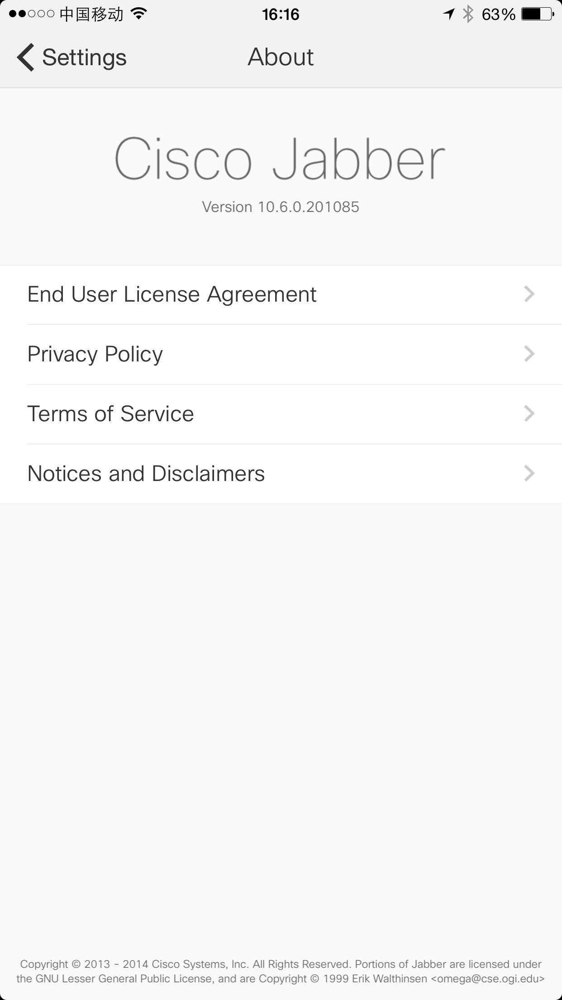 中国移动
16:16
63%
Settings
About
Cisco Jabber
Version 10.6.0.201085
End User License Agreement
Privacy Policy
Terms of Service
Notices and Disclaimers
Copyright © 2013 - 2014 Cisco Systems, Inc. All Rights Reserved. Portions of Jabber are licensed under
the GNU Lesser General Public License, and are Copyright © 1999 Erik Walthinsen <omega@cse.ogi.edu>